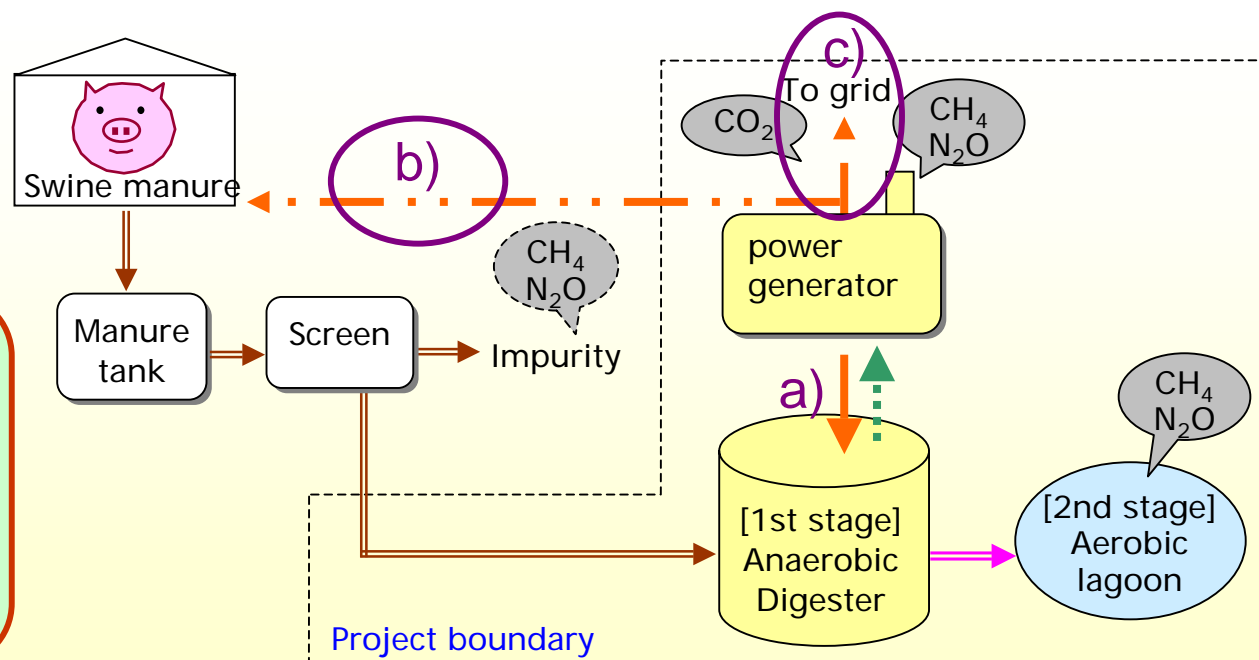 c)
To grid
CO₂
CH₄
N₂O
b)
Swine manure
CH₄
N₂O
power
generator
Manure
tank
Screen
Impurity
a)
CH₄
N₂O
[1st stage]
Anaerobic
Digester
[2nd stage]
Aerobic
lagoon
Project boundary